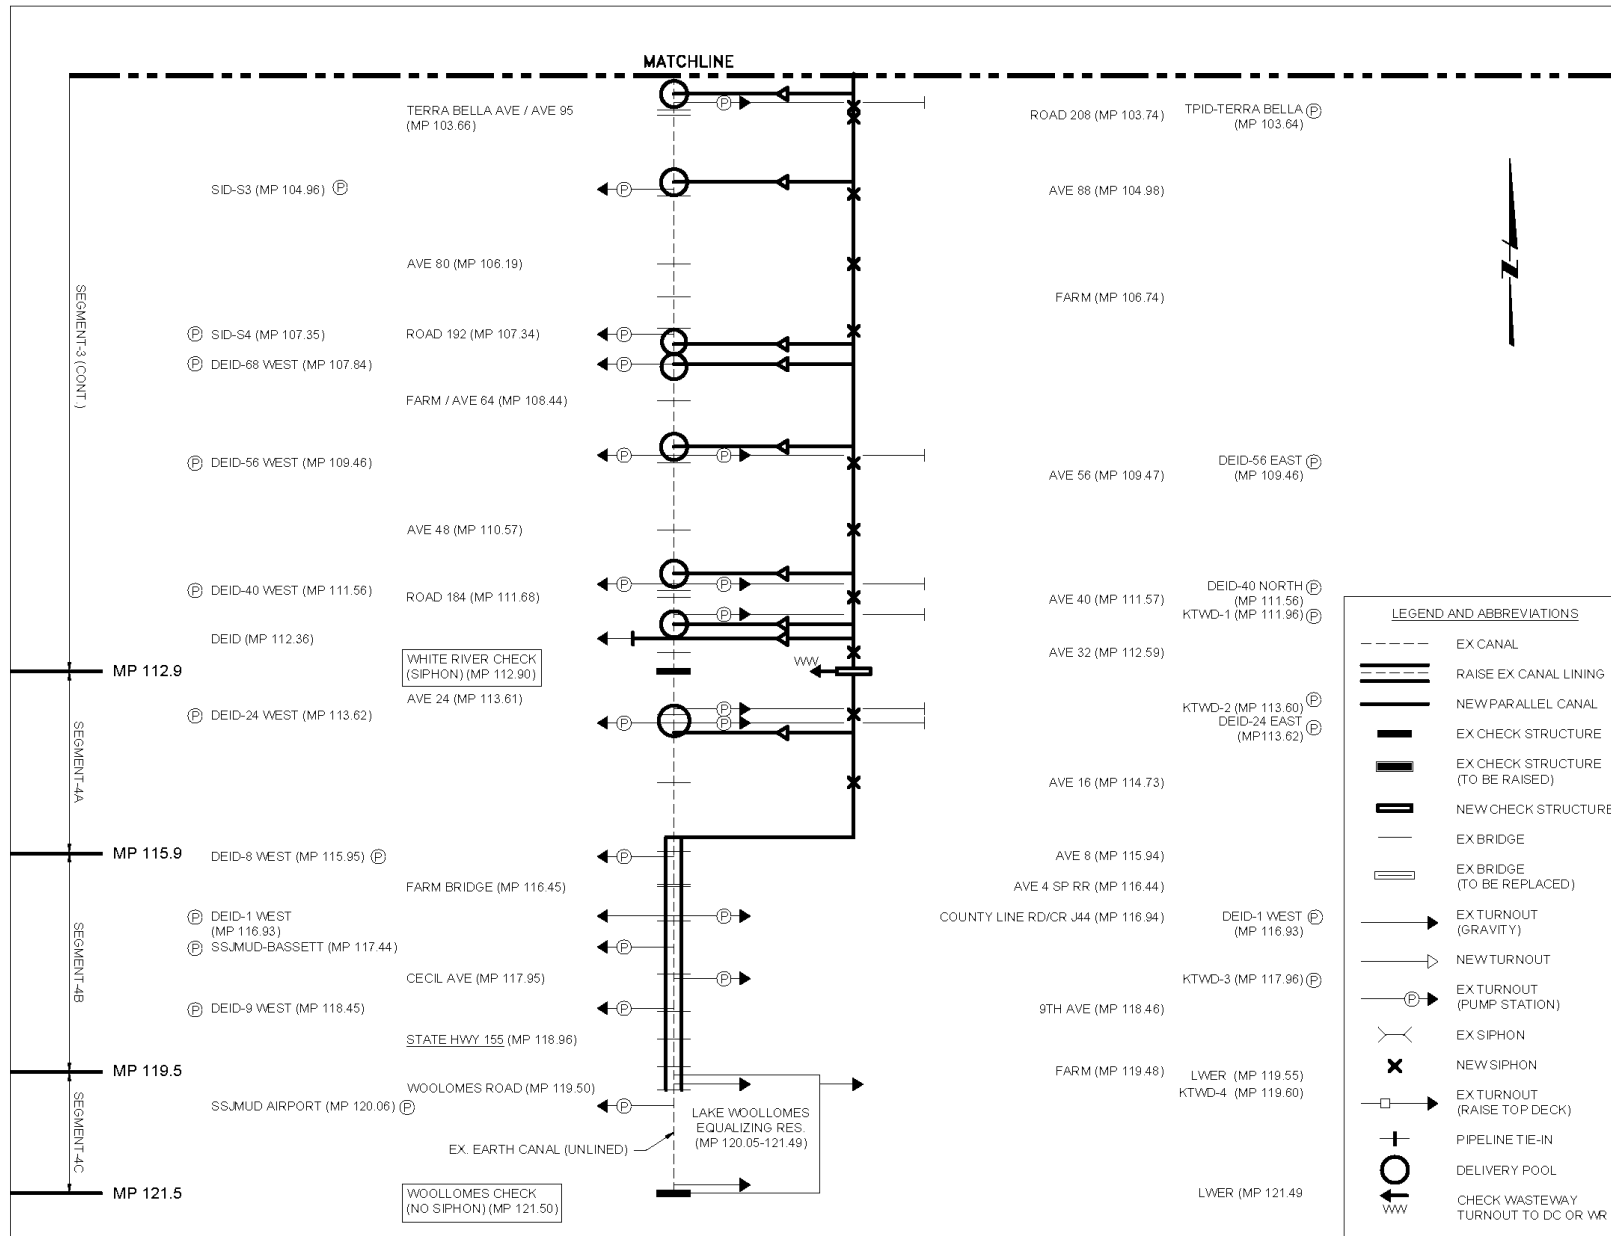 MATCHLINE
TERRA BELLA AVE / AVE 95
(MP 103.66)
ROAD 208 (MP 103.74)
TPID-TERRA BELLA P
(MP 103.64)
P
SID-S3 (MP 104.96) P
P
AVE 88 (MP 104.98)
N
AVE 80 (MP 106.19)
FARM (MP 106.74)
SEGMENT-3 (CONT.)
P SID-S4 (MP 107.35)
ROAD 192 (MP 107.34)
P
P DEID-68 WEST (MP 107.84)
P
FARM / AVE 64 (MP 108.44)
P DEID-56 WEST (MP 109.46)
P
P
AVE 56 (MP 109.47)
DEID-56 EAST P
(MP 109.46)
AVE 48 (MP 110.57)
P DEID-40 WEST (MP 111.56)
ROAD 184 (MP 111.68)
P
P
AVE 40 (MP 111.57)
DEID-40 NORTH P
(MP 111.56)
KTWD-1 (MP 111.96) P
P
DEID (MP 112.36)
AVE 32 (MP 112.59)
WHITE RIVER CHECK
(SIPHON) (MP 112.90)
WW
MP 112.9
AVE 24 (MP 113.61)
P DEID-24 WEST (MP 113.62)
P
P
P
KTWD-2 (MP 113.60) P
DEID-24 EAST
(MP113.62) P
SEGMENT-4A
AVE 16 (MP 114.73)
MP 115.9
DEID-8 WEST (MP 115.95) P
P
AVE 8 (MP 115.94)
FARM BRIDGE (MP 116.45)
AVE 4 SP RR (MP 116.44)
P DEID-1 WEST
(MP 116.93)
P
COUNTY LINE RD/CR J44 (MP 116.94)
DEID-1 WEST P
(MP 116.93)
P SSJMUD-BASSETT (MP 117.44)
P
SEGMENT-4B
CECIL AVE (MP 117.95)
P
KTWD-3 (MP 117.96) P
P DEID-9 WEST (MP 118.45)
P
9TH AVE (MP 118.46)
STATE HWY 155 (MP 118.96)
MP 119.5
FARM (MP 119.48)
LWER (MP 119.55)
WOOLOMES ROAD (MP 119.50)
KTWD-4 (MP 119.60)
SSJMUD AIRPORT (MP 120.06) P
P
LAKE WOOLLOMES
EQUALIZING RES.
(MP 120.05-121.49)
SEGMENT-4C
EX. EARTH CANAL (UNLINED)
MP 121.5
WOOLLOMES CHECK
(NO SIPHON) (MP 121.50)
LWER (MP 121.49
LEGEND AND ABBREVIATIONS
EX CANAL
RAISE EX CANAL LINING
NEW PARALLEL CANAL
EX CHECK STRUCTURE
EX CHECK STRUCTURE
(TO BE RAISED)
NEW CHECK STRUCTURE
EX BRIDGE
EX BRIDGE
(TO BE REPLACED)
EX TURNOUT
(GRAVITY)
NEW TURNOUT
P
EX TURNOUT
(PUMP STATION)
EX SIPHON
NEW SIPHON
EX TURNOUT
(RAISE TOP DECK)
PIPELINE TIE-IN
DELIVERY POOL
WW
CHECK WASTEWAY
TURNOUT TO DC OR WR